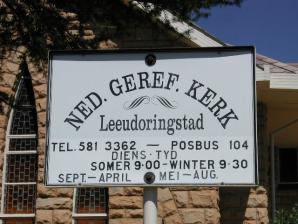 NED. GEREF. KERK
Leeudoringstad
TEL. 581 3362 — POSBUS 104
DIENS·TYD
SOMER 9·00-WINTER 9·30
SEPT-APRIL MEI-AUG.